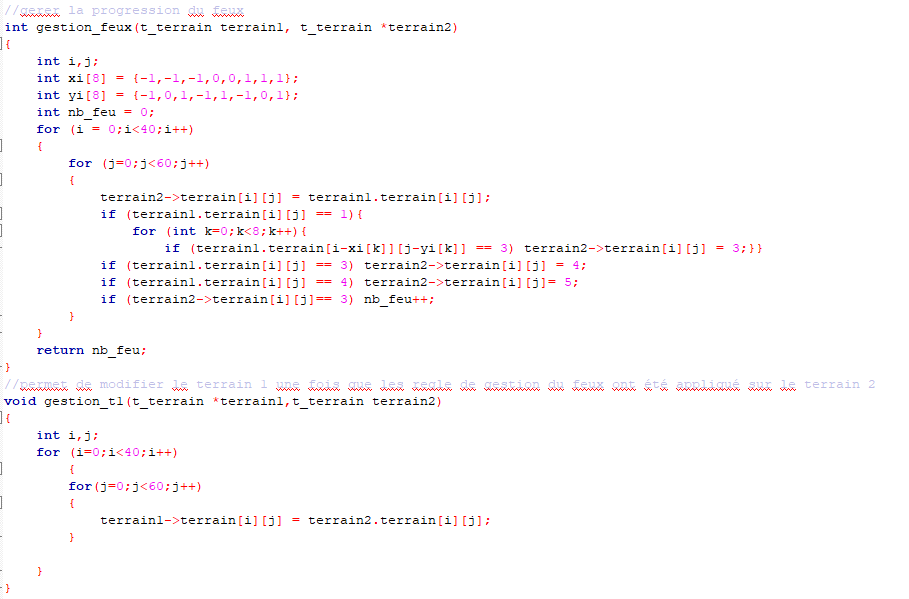 //gerer la progression du feux
int gestion_feux(t_terrain terrain1, t_terrain *terrain2)
{
    int i,j;
    int xi[8] = {-1,-1,-1,0,0,1,1,1};
    int yi[8] = {-1,0,1,-1,1,-1,0,1};
    int nb_feu = 0;
    for (i = 0;i<40;i++)
    {
        for (j=0;j<60;j++)
        {
            terrain2->terrain[i][j] = terrain1.terrain[i][j];
            if (terrain1.terrain[i][j] == 1){
                for (int k=0;k<8;k++){
                    if (terrain1.terrain[i-xi[k]][j-yi[k]] == 3) terrain2->terrain[i][j] = 3;}}
            if (terrain1.terrain[i][j] == 3) terrain2->terrain[i][j] = 4;
            if (terrain1.terrain[i][j] == 4) terrain2->terrain[i][j]= 5;
            if (terrain2->terrain[i][j]== 3) nb_feu++;
        }
    }
    return nb_feu;
}
//permet de modifier le terrain 1 une fois que les regle de gestion du feux ont été appliqué sur le terrain 2
void gestion_t1(t_terrain *terrain1,t_terrain terrain2)
{
    int i,j;
    for (i=0;i<40;i++)
        {
        for(j=0;j<60;j++)
        {
            terrain1->terrain[i][j] = terrain2.terrain[i][j];
        }
    }
}